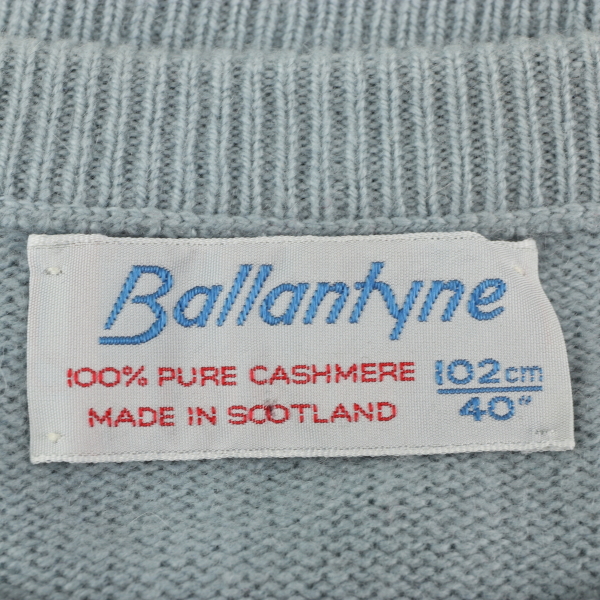 Ballantyne
100% PURE CASHMERE
MADE IN SCOTLAND
102cm
40"